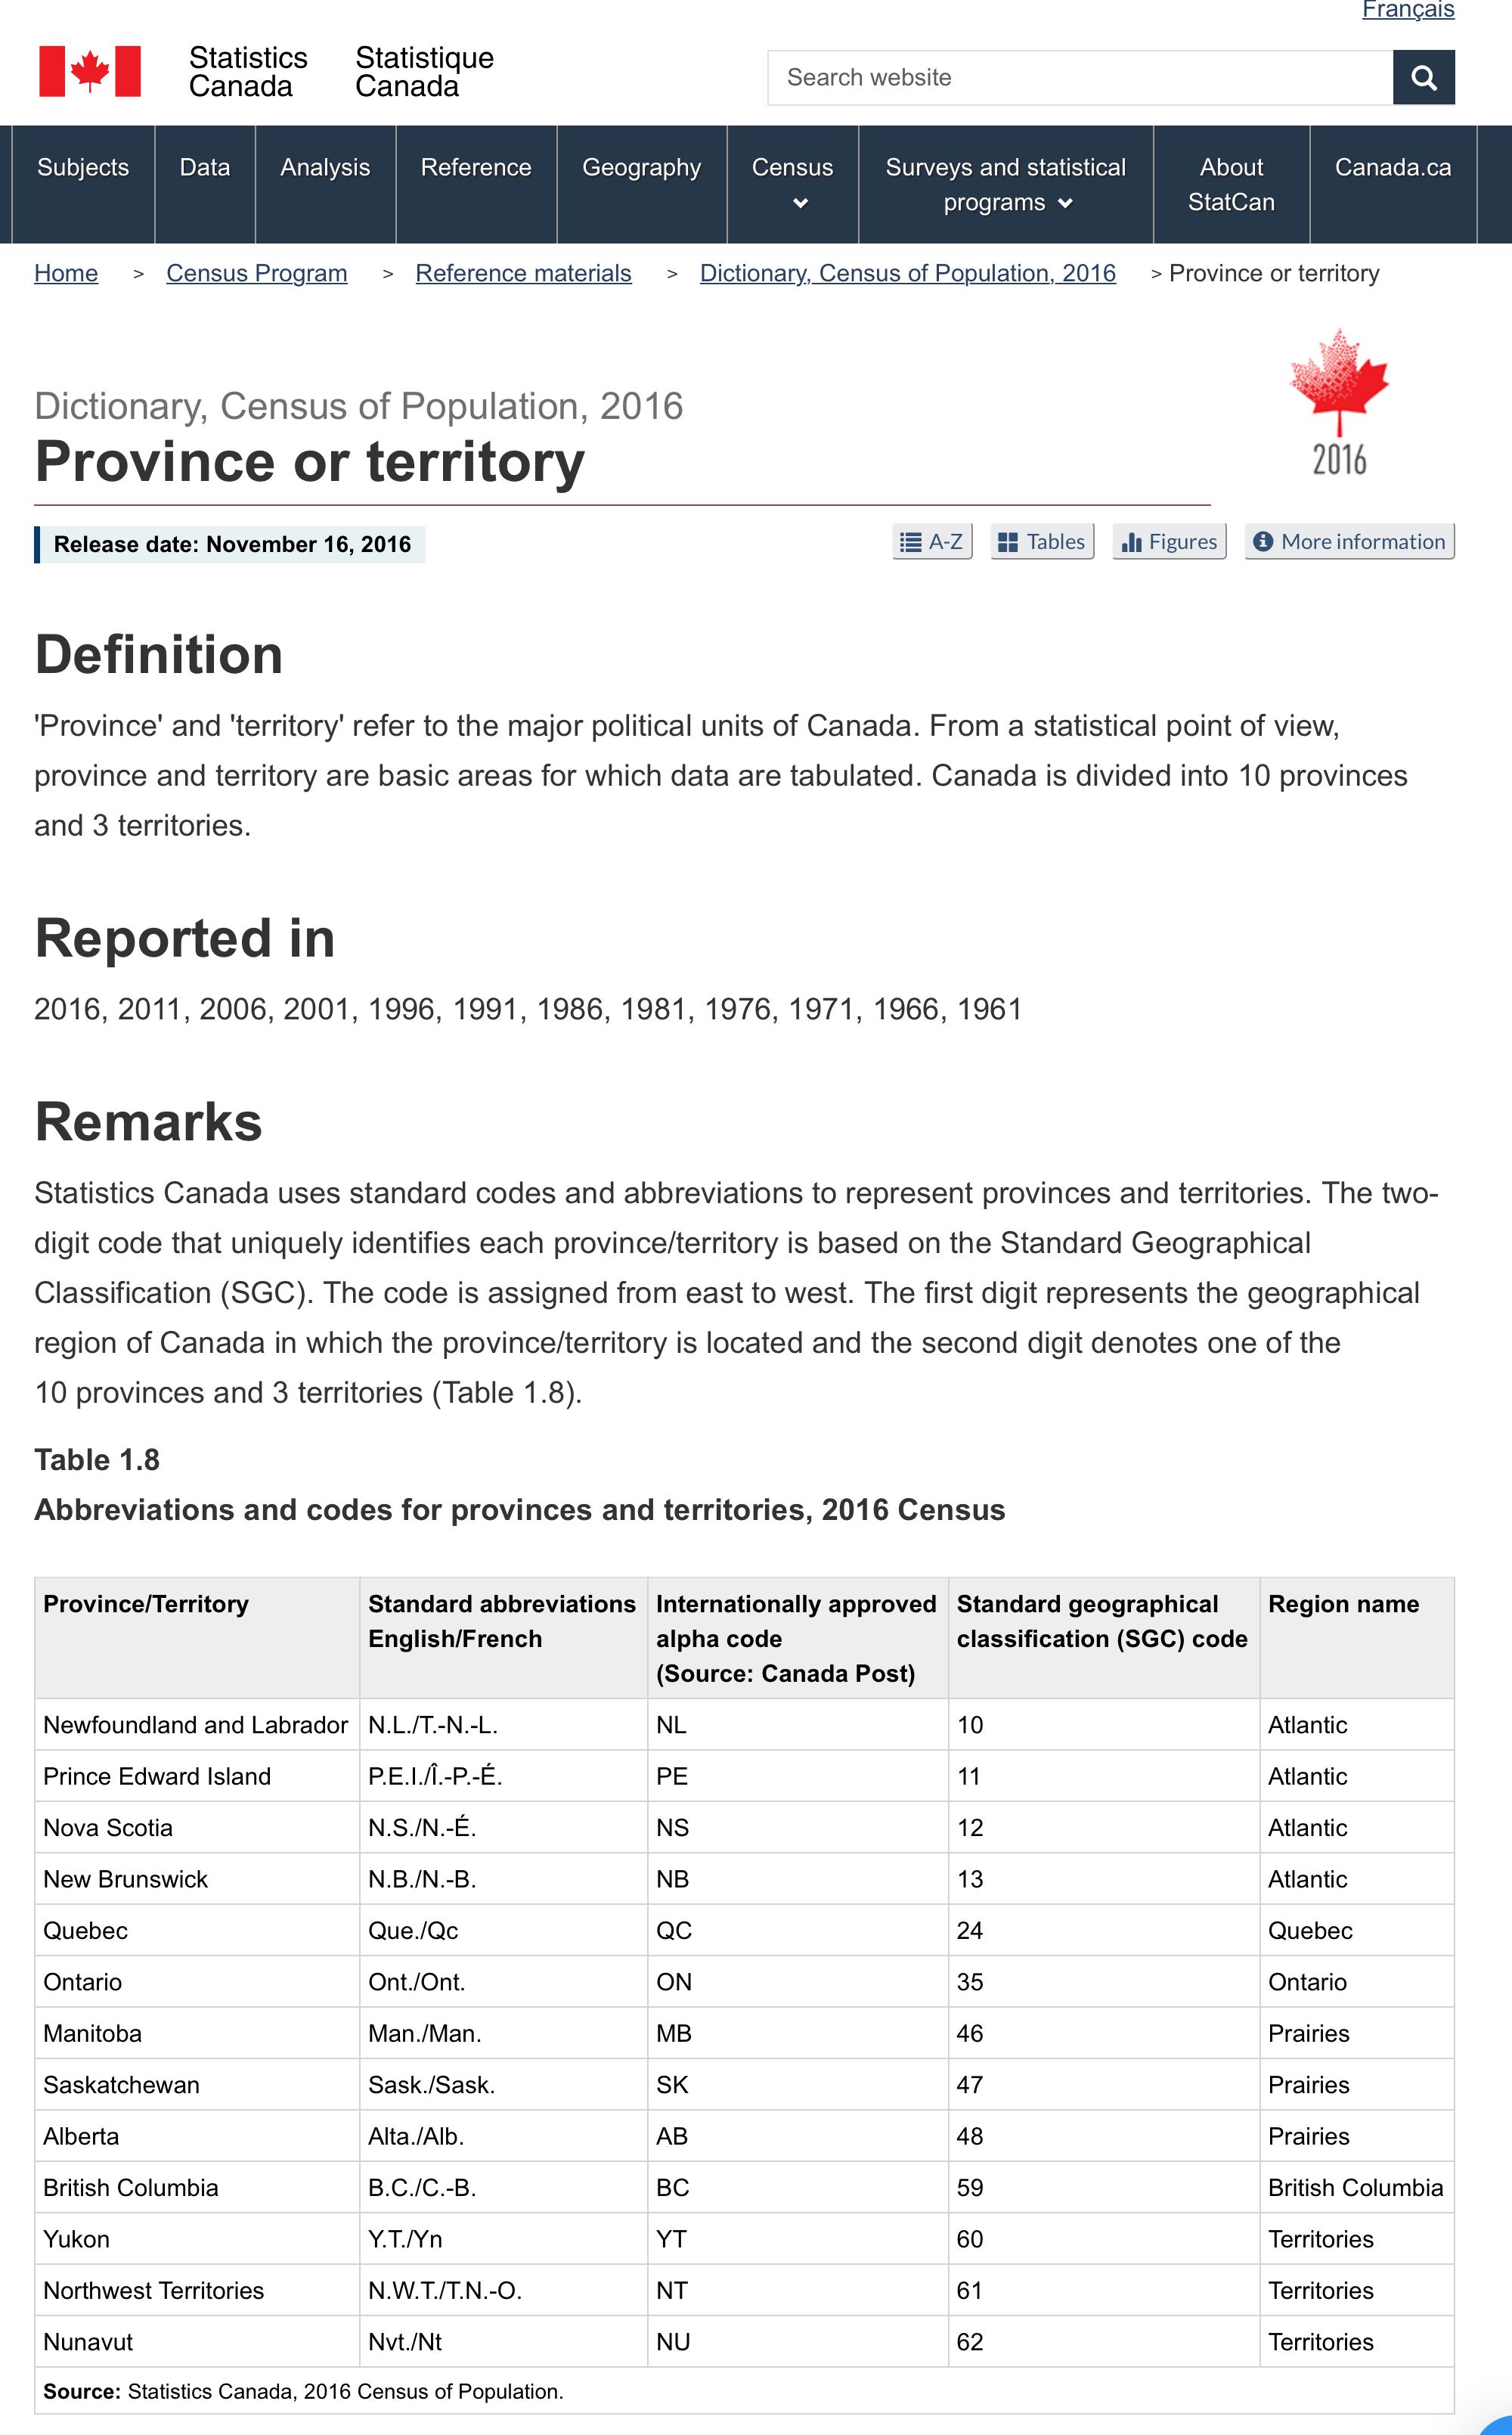 Français
Statistics
Canada
Statistique
Canada
Search website
Subjects
Data
Analysis
Reference
Geography
Census
Surveys and statistical
programs
About
StatCan
Canada.ca
Home > Census Program > Reference materials > Dictionary, Census of Population, 2016 > Province or territory
2016
Dictionary, Census of Population, 2016
Province or territory
Release date: November 16, 2016
A-Z Tables Figures More information
Definition
'Province' and 'territory' refer to the major political units of Canada. From a statistical point of view,
province and territory are basic areas for which data are tabulated. Canada is divided into 10 provinces
and 3 territories.
Reported in
2016, 2011, 2006, 2001, 1996, 1991, 1986, 1981, 1976, 1971, 1966, 1961
Remarks
Statistics Canada uses standard codes and abbreviations to represent provinces and territories. The two-
digit code that uniquely identifies each province/territory is based on the Standard Geographical
Classification (SGC). The code is assigned from east to west. The first digit represents the geographical
region of Canada in which the province/territory is located and the second digit denotes one of the
10 provinces and 3 territories (Table 1.8).
Table 1.8
Abbreviations and codes for provinces and territories, 2016 Census
Province/Territory
Standard abbreviations
English/French
Internationally approved
alpha code
(Source: Canada Post)
Standard geographical
classification (SGC) code
Region name
Newfoundland and Labrador N.L./T.-N.-L. NL 10 Atlantic
Prince Edward Island P.E.I./Î.-P.-É. PE 11 Atlantic
Nova Scotia N.S./N.-É. NS 12 Atlantic
New Brunswick N.B./N.-B. NB 13 Atlantic
Quebec Que./Qc QC 24 Quebec
Ontario Ont./Ont. ON 35 Ontario
Manitoba Man./Man. MB 46 Prairies
Saskatchewan Sask./Sask. SK 47 Prairies
Alberta Alta./Alb. AB 48 Prairies
British Columbia B.C./C.-B. BC 59 British Columbia
Yukon Y.T./Yn YT 60 Territories
Northwest Territories N.W.T./T.N.-O. NT 61 Territories
Nunavut Nvt./Nt NU 62 Territories
Source: Statistics Canada, 2016 Census of Population.